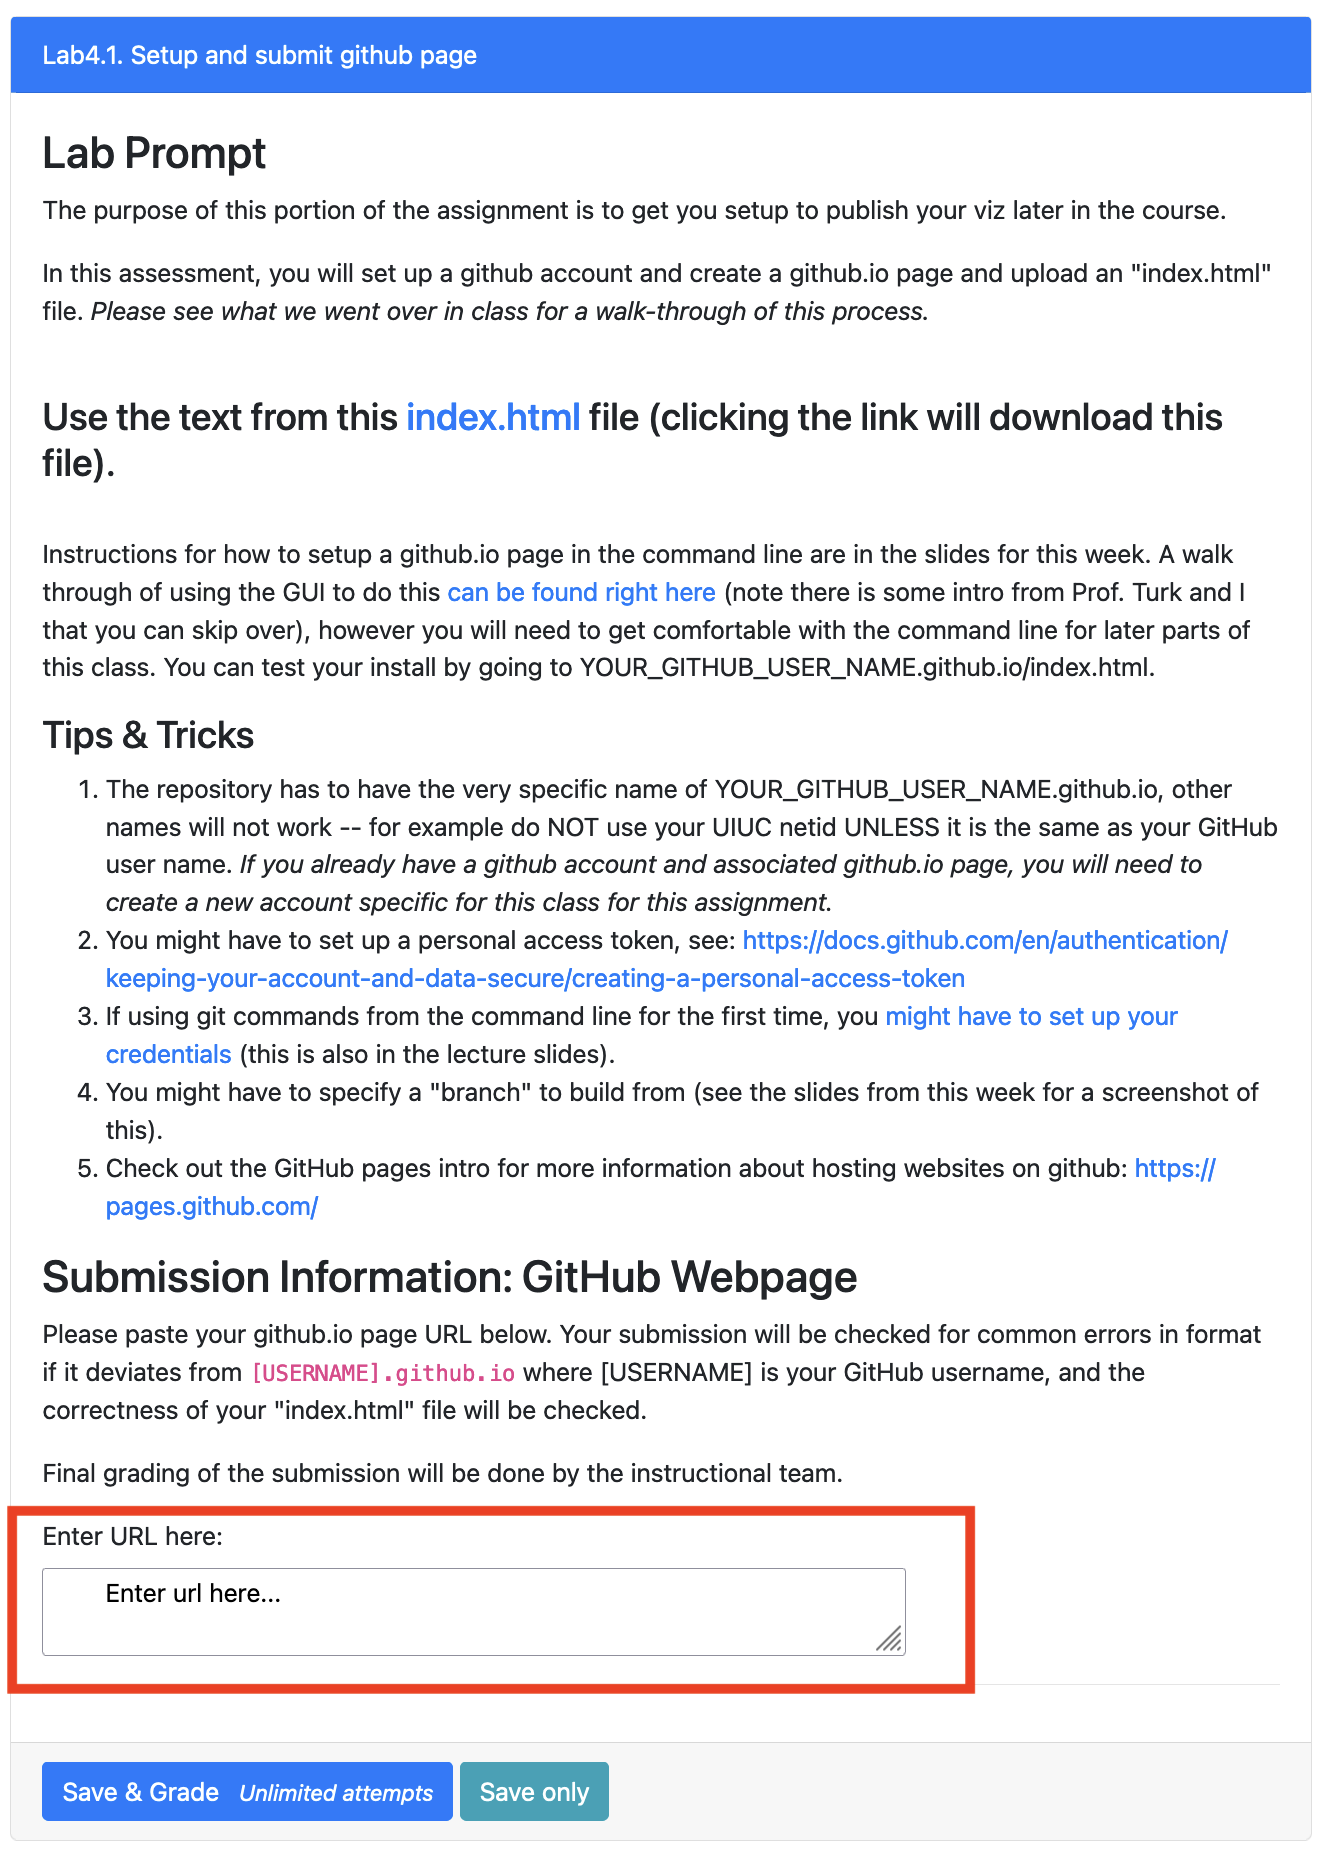 Lab4.1. Setup and submit github page
Lab Prompt
The purpose of this portion of the assignment is to get you setup to publish your viz later in the course.
In this assessment, you will set up a github account and create a github.io page and upload an "index.html"
file. Please see what we went over in class for a walk-through of this process.
Use the text from this index.html file (clicking the link will download this
file).
Instructions for how to setup a github.io page in the command line are in the slides for this week. A walk
through of using the GUI to do this can be found right here (note there is some intro from Prof. Turk and I
that you can skip over), however you will need to get comfortable with the command line for later parts of
this class. You can test your install by going to YOUR_GITHUB_USER_NAME.github.io/index.html.
Tips & Tricks
1. The repository has to have the very specific name of YOUR_GITHUB_USER_NAME.github.io, other
names will not work -- for example do NOT use your UIUC netid UNLESS it is the same as your GitHub
user name. If you already have a github account and associated github.io page, you will need to
create a new account specific for this class for this assignment.
2. You might have to set up a personal access token, see: https://docs.github.com/en/authentication/
keeping-your-account-and-data-secure/creating-a-personal-access-token
3. If using git commands from the command line for the first time, you might have to set up your
credentials (this is also in the lecture slides).
4. You might have to specify a "branch" to build from (see the slides from this week for a screenshot of
this).
5. Check out the GitHub pages intro for more information about hosting websites on github: https://
pages.github.com/
Submission Information: GitHub Webpage
Please paste your github.io page URL below. Your submission will be checked for common errors in format
if it deviates from [USERNAME].github.io where [USERNAME] is your GitHub username, and the
correctness of your "index.html" file will be checked.
Final grading of the submission will be done by the instructional team.
Enter URL here:
Enter url here...
Save & Grade Unlimited attempts Save only